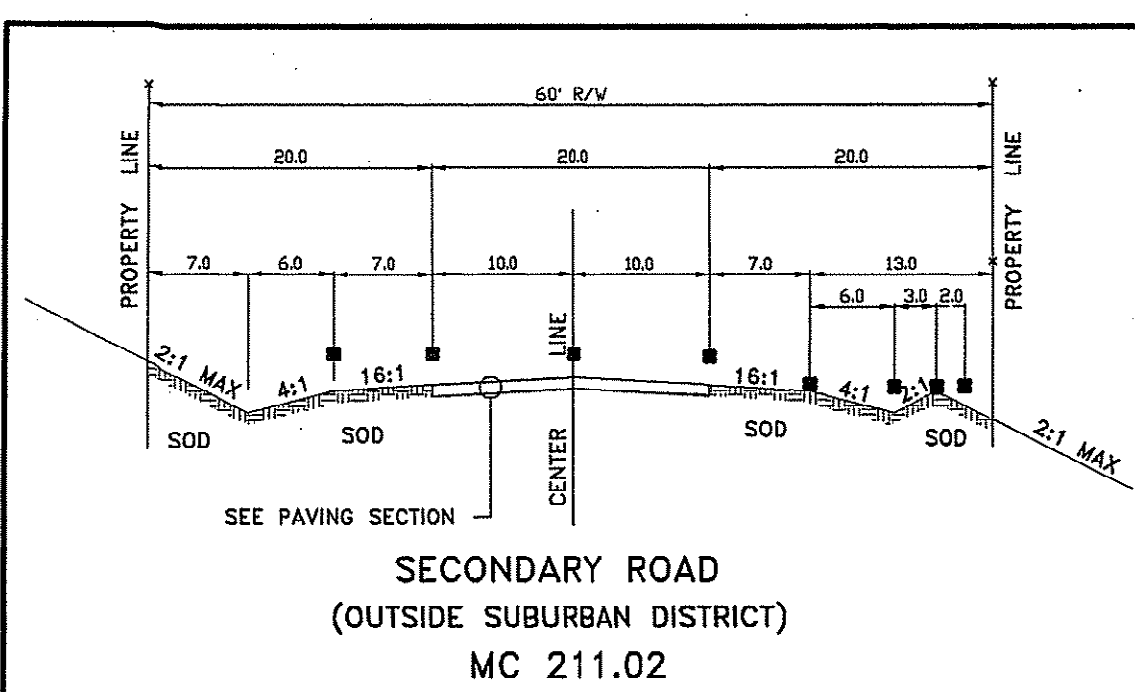 60' R/W
20.0 20.0 20.0
PROPERTY LINE
PROPERTY LINE
7.0 6.0 7.0 10.0 10.0 7.0 13.0
6.0 3.0 2.0
CENTER LINE
2:1 MAX 4:1 16:1 16:1 4:1 2:1 2:1 MAX
SOD SOD SOD SOD
SEE PAVING SECTION
SECONDARY ROAD
(OUTSIDE SUBURBAN DISTRICT)
MC 211.02